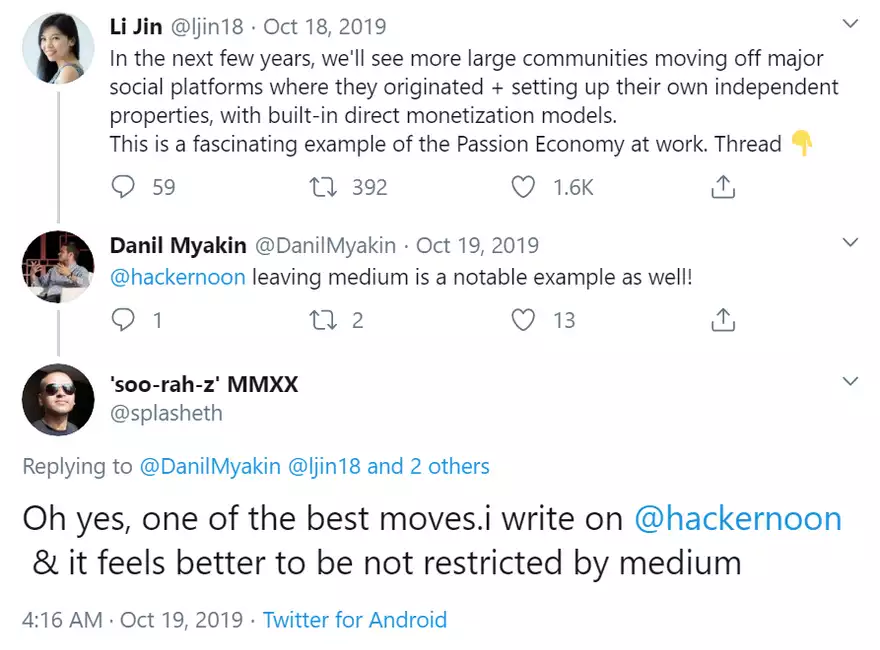 Li Jin @ljin18 · Oct 18, 2019
In the next few years, we'll see more large communities moving off major
social platforms where they originated + setting up their own independent
properties, with built-in direct monetization models.
This is a fascinating example of the Passion Economy at work. Thread 👇
59 392 1.6K
Danil Myakin @DanilMyakin · Oct 19, 2019
@hackernoon leaving medium is a notable example as well!
1 2 13
'soo-rah-z' MMXX
@splasheth
Replying to @DanilMyakin @ljin18 and 2 others
Oh yes, one of the best moves.i write on @hackernoon
& it feels better to be not restricted by medium
4:16 AM · Oct 19, 2019 · Twitter for Android